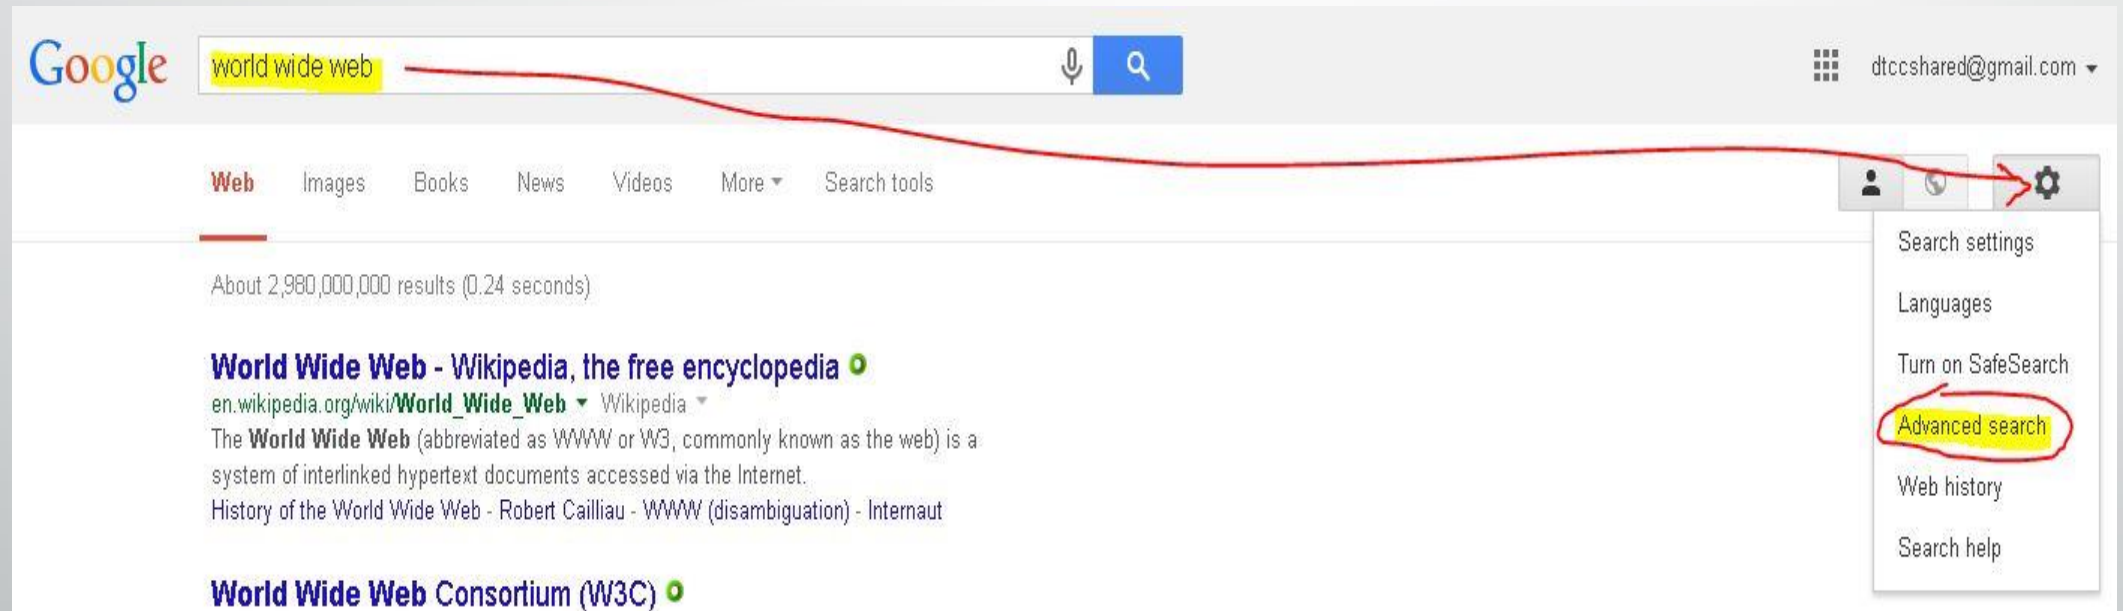 Google world wide web dtccshared@gmail.com
Web Images Books News Videos More Search tools
Search settings
Languages
Turn on SafeSearch
Advanced search
Web history
Search help
About 2,980,000,000 results (0.24 seconds)
World Wide Web - Wikipedia, the free encyclopedia
en.wikipedia.org/wiki/World_Wide_Web Wikipedia
The World Wide Web (abbreviated as WWW or W3, commonly known as the web) is a
system of interlinked hypertext documents accessed via the Internet.
History of the World Wide Web - Robert Cailliau - WWW (disambiguation) - Internaut
World Wide Web Consortium (W3C)